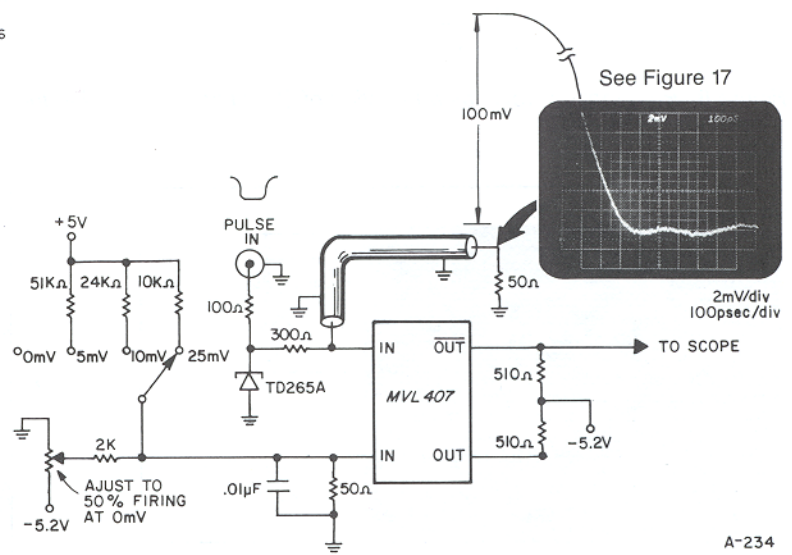 See Figure 17
100mV
2mV 100pS
PULSE
IN
+5V
51KΩ 24KΩ 10KΩ
100Ω
50Ω
2mV/div
100psec/div
300Ω
0mV 5mV 10mV 25mV
IN OUT
TO SCOPE
TD265A
MVL 407
510Ω
2K
510Ω
-5.2V
IN OUT
AJUST TO
50% FIRING
AT 0mV
.01µF 50Ω
-5.2V
A-234